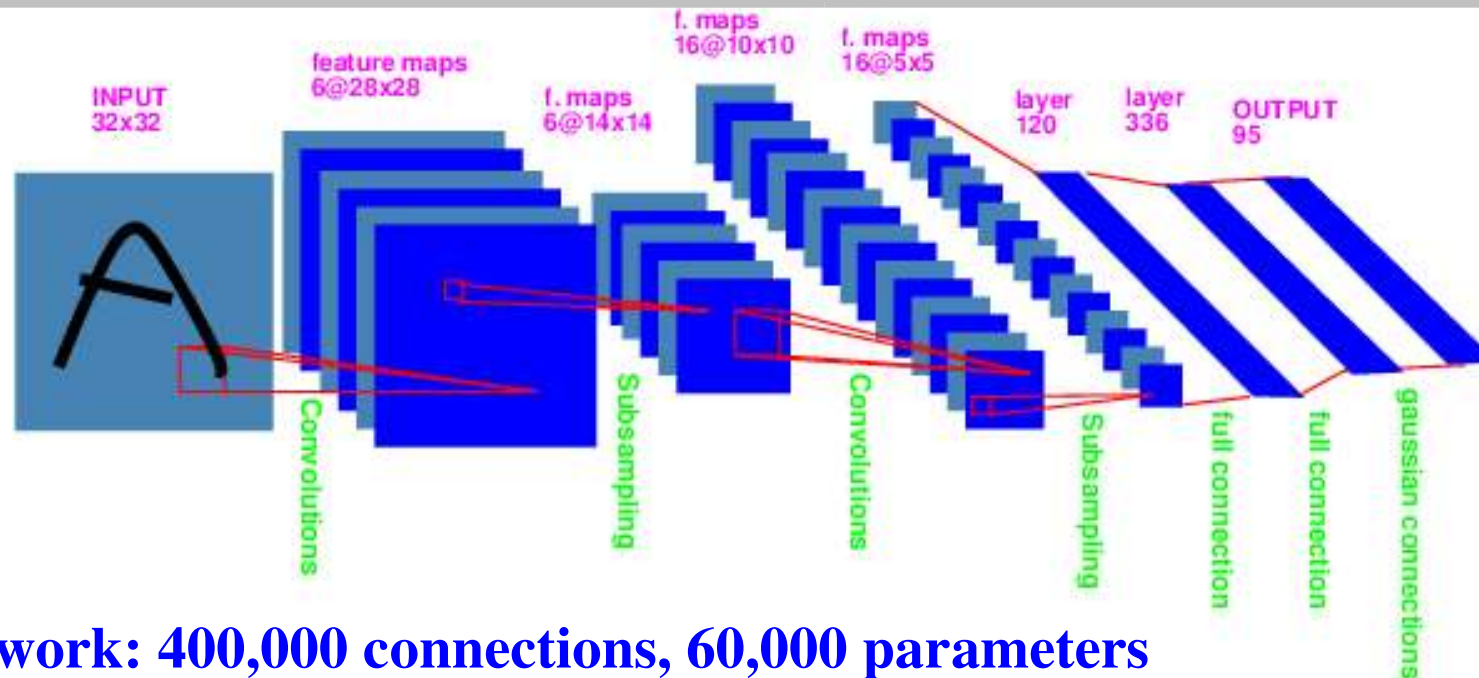 INPUT
32x32
feature maps
6@28x28
f. maps
6@14x14
f. maps
16@10x10
f. maps
16@5x5
layer
120
layer
336
OUTPUT
95
A
Convolutions
Subsampling
Convolutions
Subsampling
full connection
full connection
gaussian connections
work: 400,000 connections, 60,000 parameters